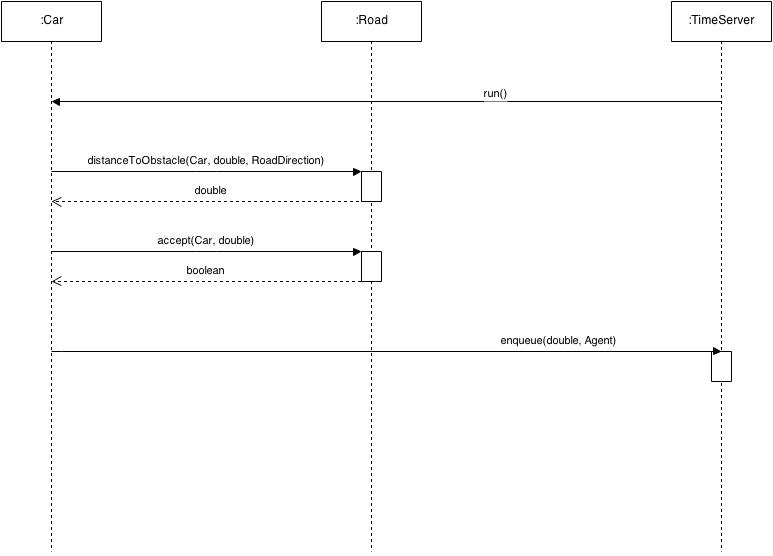 :Car
:Road
:TimeServer
run()
distanceToObstacle(Car, double, RoadDirection)
double
accept(Car, double)
boolean
enqueue(double, Agent)